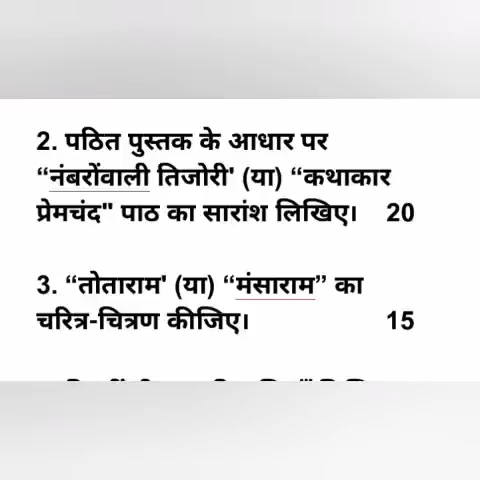 2. पठित पुस्तक के आधार पर
“नंबरोंवाली तिजोरी' (या) “कथाकार
प्रेमचंद" पाठ का सारांश लिखिए। 20
3. “तोताराम' (या) “मंसाराम” का
चरित्र-चित्रण कीजिए। 15